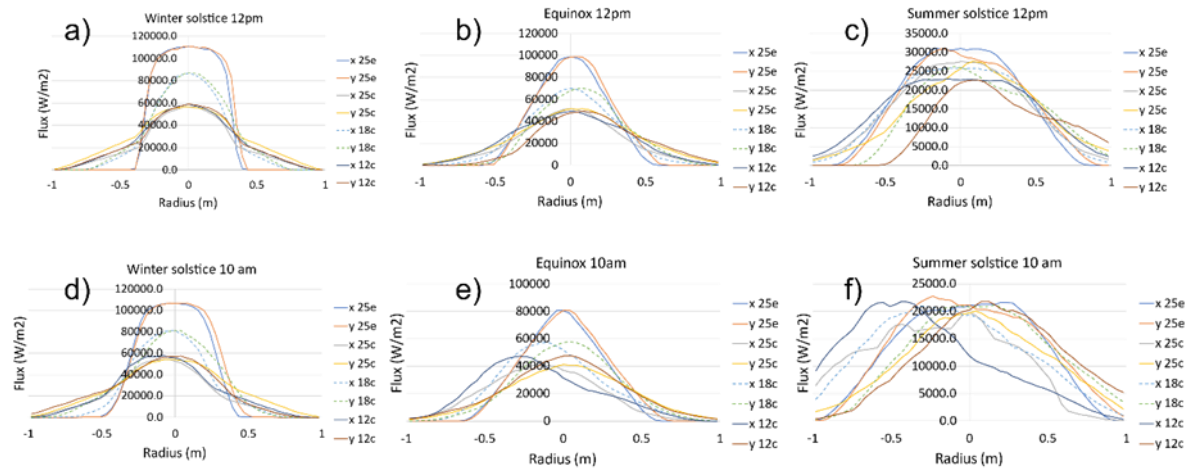 a)
Winter solstice 12pm
Flux (W/m2)
120000.0
100000.0
80000.0
60000.0
40000.0
20000.0
0.0
-1 -0.5 0 0.5 1
Radius (m)
x 25e
y 25e
x 25c
y 25c
x 18c
y 18c
x 12c
y 12c
b)
Equinox 12pm
Flux (W/m2)
120000
100000
80000
60000
40000
20000
0
-1 -0.5 0 0.5 1
Radius (m)
x 25e
y 25e
x 25c
y 25c
x 18c
y 18c
x 12c
y 12c
c)
Summer solstice 12pm
Flux (W/m2)
35000.0
30000.0
25000.0
20000.0
15000.0
10000.0
5000.0
0.0
-1 -0.5 0 0.5 1
Radius (m)
x 25e
y 25e
x 25c
y 25c
x 18c
y 18c
x 12c
y 12c
d)
Winter solstice 10 am
Flux (W/m2)
120000.0
100000.0
80000.0
60000.0
40000.0
20000.0
0.0
-1 -0.5 0 0.5 1
Radius (m)
x 25e
y 25e
x 25c
y 25c
x 18c
y 18c
x 12c
y 12c
e)
Equinox 10am
Flux (W/m2)
100000
80000
60000
40000
20000
0
-1 -0.5 0 0.5 1
Radius (m)
x 25e
y 25e
x 25c
y 25c
x 18c
y 18c
x 12c
y 12c
f)
Summer solstice 10 am
Flux (W/m2)
25000.0
20000.0
15000.0
10000.0
5000.0
0.0
-1 -0.5 0 0.5 1
Radius (m)
x 25e
y 25e
x 25c
y 25c
x 18c
y 18c
x 12c
y 12c